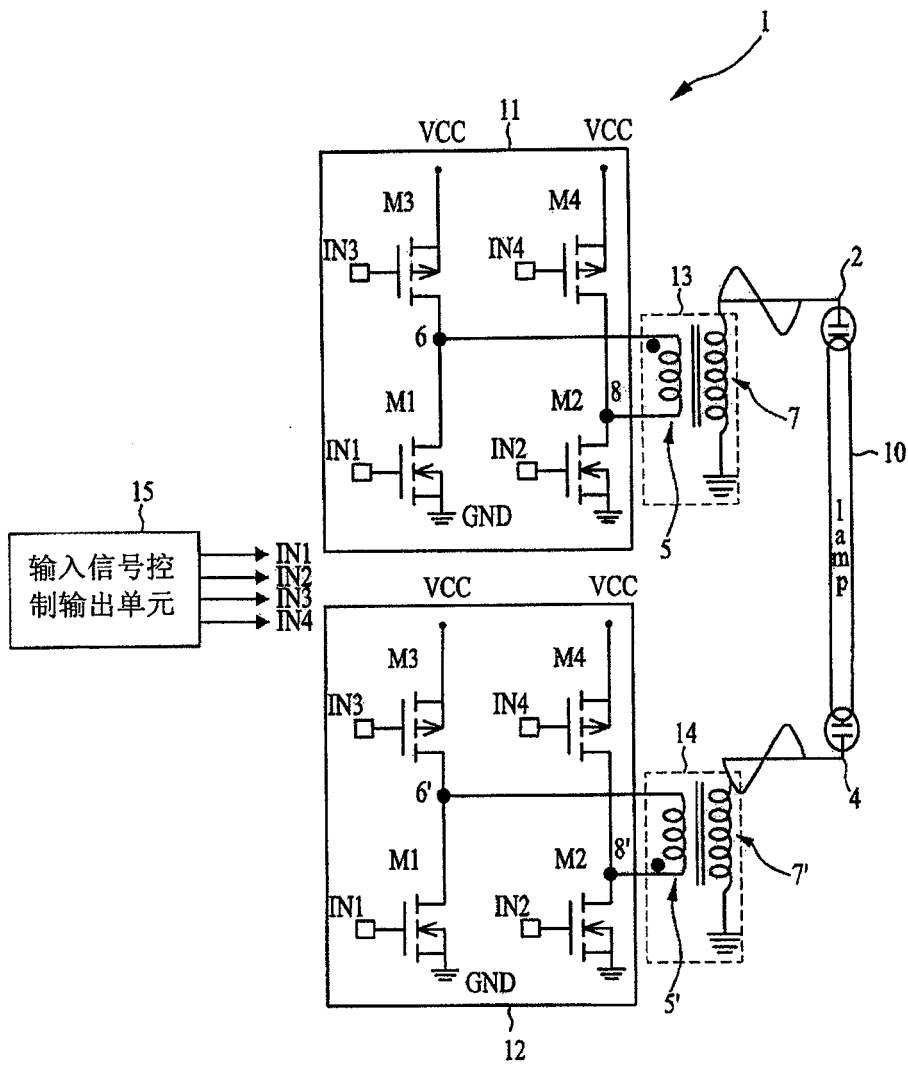 1
11
VCC
VCC
M3
M4
IN3
IN4
2
13
6
M1
8
M2
7
IN1
IN2
10
15
GND
5
lamp
输入信号控
制输出单元
IN1
IN2
IN3
IN4
VCC
VCC
M3
M4
IN3
IN4
14
4
6'
M1
8'
M2
7'
IN1
IN2
GND
5'
12